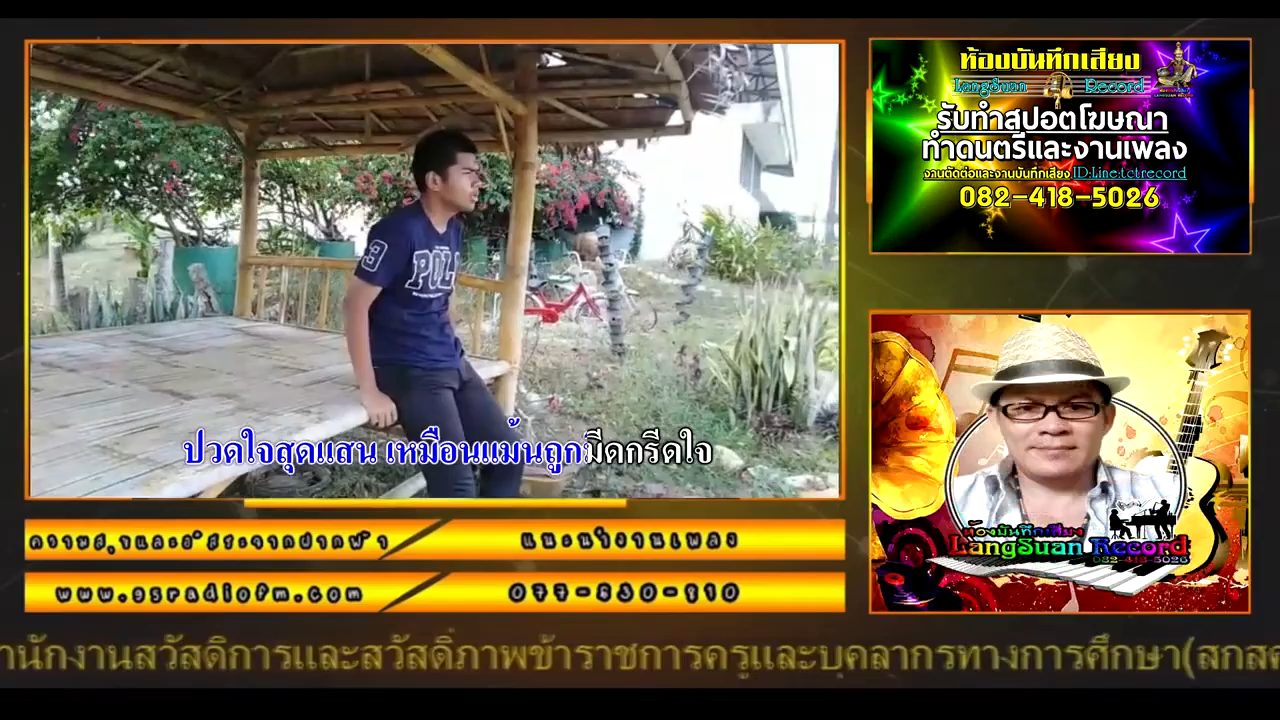 3
POLO
ปวดใจสุดแสน เหมือนแม้นถูกมีดกรีดใจ
ห้องบันทึกเสียง
LangSuan Record
รับทำสปอตโฆษณา
ทำดนตรีและงานเพลง
งานตัดต่อและงานบันทึกเสียง ID:Line:tctrecord
082-418-5026
ห้องบันทึกเสียง
LangSuan Record
082-418-5026
แนะนำงานเพลง
www.95radiofm.com
077-630-810
านักงานสวัสดิการและสวัสดิ์ภาพข้าราชการครูและบุคลากรทางการศึกษา(สกสค